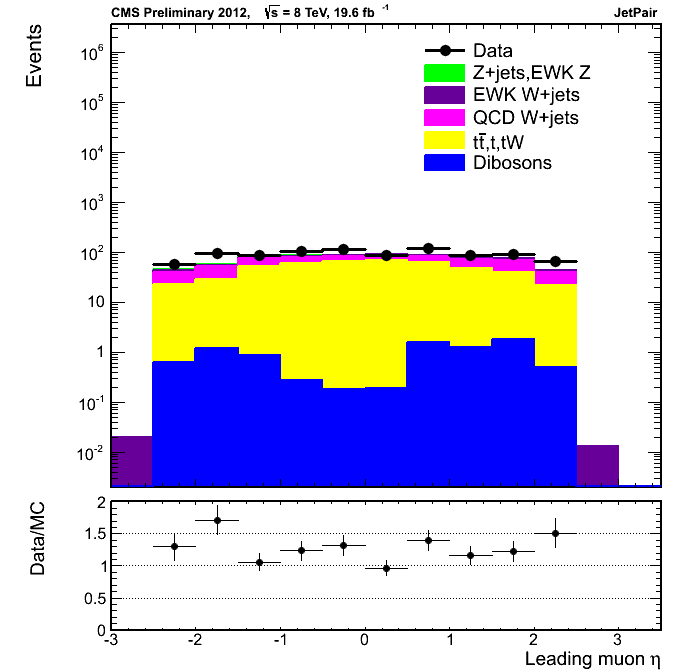 CMS Preliminary 2012, √s = 8 TeV, 19.6 fb⁻¹ JetPair
Events
10⁶
10⁵
10⁴
10³
10²
10
1
10⁻¹
10⁻²
Data
Z+jets,EWK Z
EWK W+jets
QCD W+jets
tt̅,t,tW
Dibosons
Data/MC
2
1.5
1
0.5
0
-3 -2 -1 0 1 2 3
Leading muon η